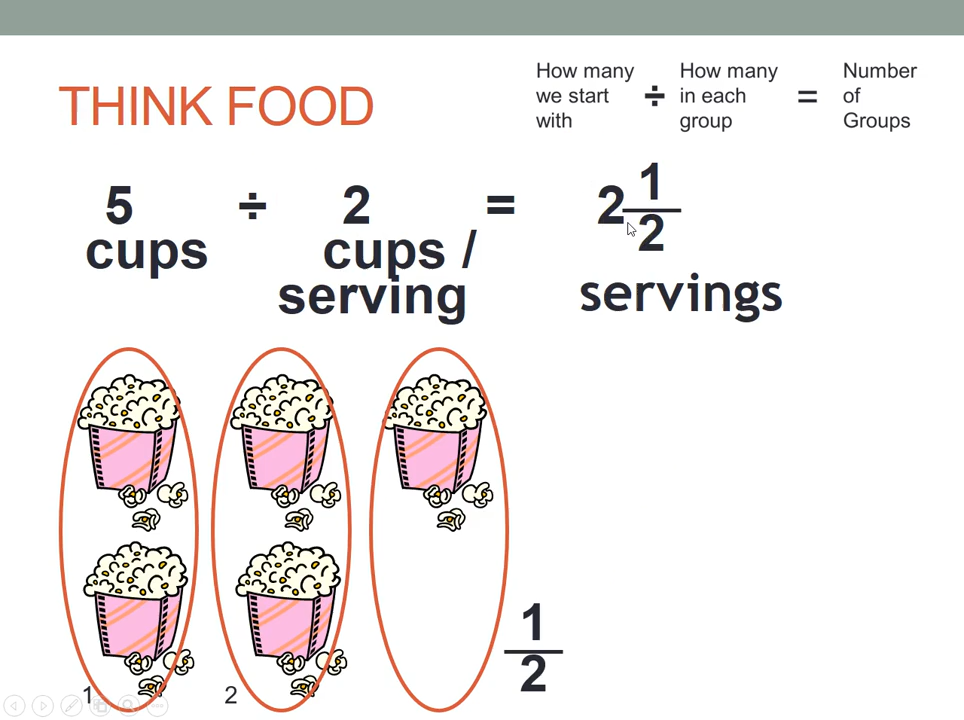 THINK FOOD
How many
we start
with
÷
How many
in each
group
=
Number
of
Groups
5
cups
÷
2
cups /
serving
=
2 1/2
servings
1
2
1/2